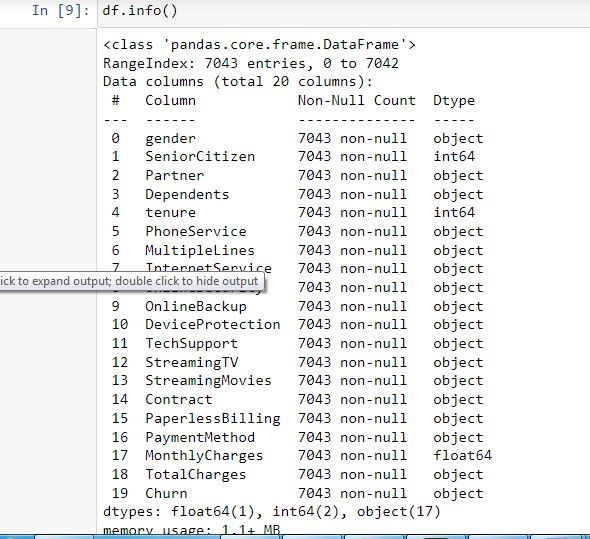 In [9]: df.info()
<class 'pandas.core.frame.DataFrame'>
RangeIndex: 7043 entries, 0 to 7042
Data columns (total 20 columns):
# Column Non-Null Count Dtype
--- ------ -------------- -----
0 gender 7043 non-null object
1 SeniorCitizen 7043 non-null int64
2 Partner 7043 non-null object
3 Dependents 7043 non-null object
4 tenure 7043 non-null int64
5 PhoneService 7043 non-null object
6 MultipleLines 7043 non-null object
7 InternetService 7043 non-null object
ick to expand output; double click to hide output
7043 non-null object
9 OnlineBackup 7043 non-null object
10 DeviceProtection 7043 non-null object
11 TechSupport 7043 non-null object
12 StreamingTV 7043 non-null object
13 StreamingMovies 7043 non-null object
14 Contract 7043 non-null object
15 PaperlessBilling 7043 non-null object
16 PaymentMethod 7043 non-null object
17 MonthlyCharges 7043 non-null float64
18 TotalCharges 7043 non-null object
19 Churn 7043 non-null object
dtypes: float64(1), int64(2), object(17)
memory usage: 1.1+ MB